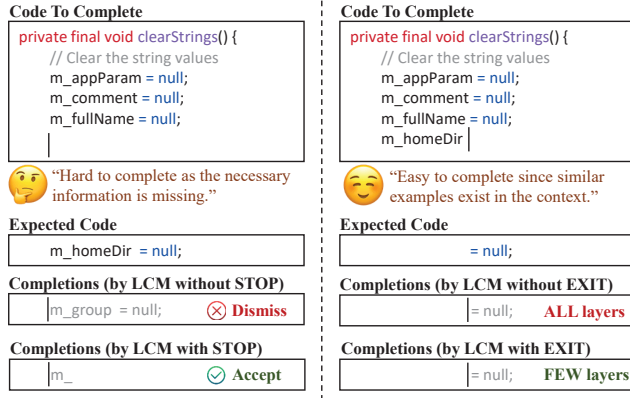 Code To Complete
private final void clearStrings() {
// Clear the string values
m_appParam = null;
m_comment = null;
m_fullName = null;
“Hard to complete as the necessary
information is missing.”
Expected Code
m_homeDir = null;
Completions (by LCM without STOP)
m_group = null; Dismiss
Completions (by LCM with STOP)
m_ Accept
Code To Complete
private final void clearStrings() {
// Clear the string values
m_appParam = null;
m_comment = null;
m_fullName = null;
m_homeDir
“Easy to complete since similar
examples exist in the context.”
Expected Code
= null;
Completions (by LCM without EXIT)
= null; ALL layers
Completions (by LCM with EXIT)
= null; FEW layers